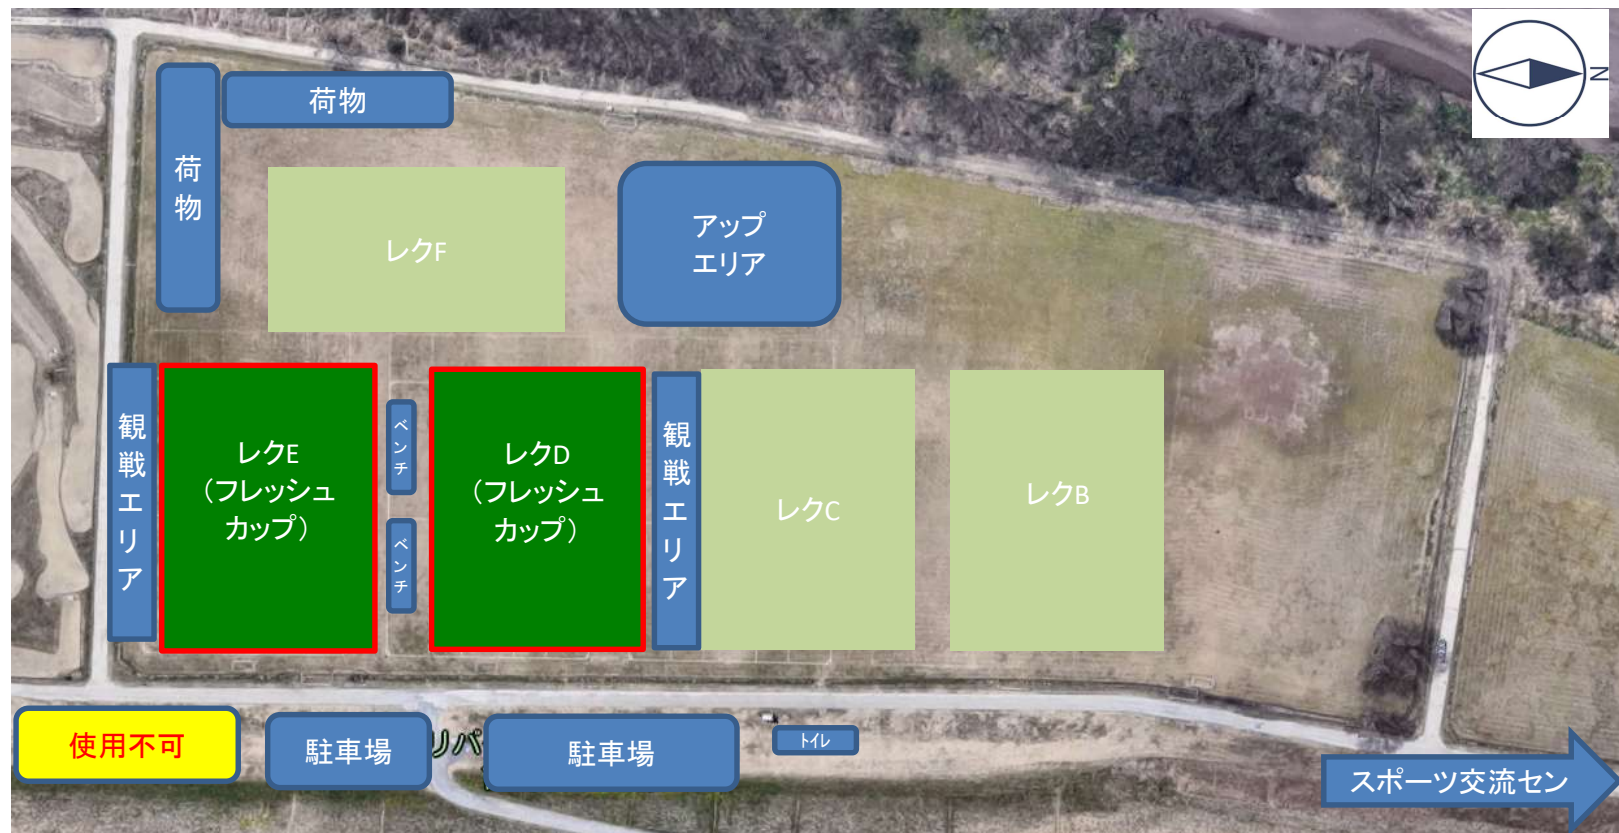 N
荷物
荷物
レクF
アップ
エリア
観戦エリア
レクE
（フレッシュ
カップ）
ベンチ
ベンチ
レクD
（フレッシュ
カップ）
観戦エリア
レクC
レクB
使用不可
駐車場
リバ
駐車場
トイレ
スポーツ交流セン